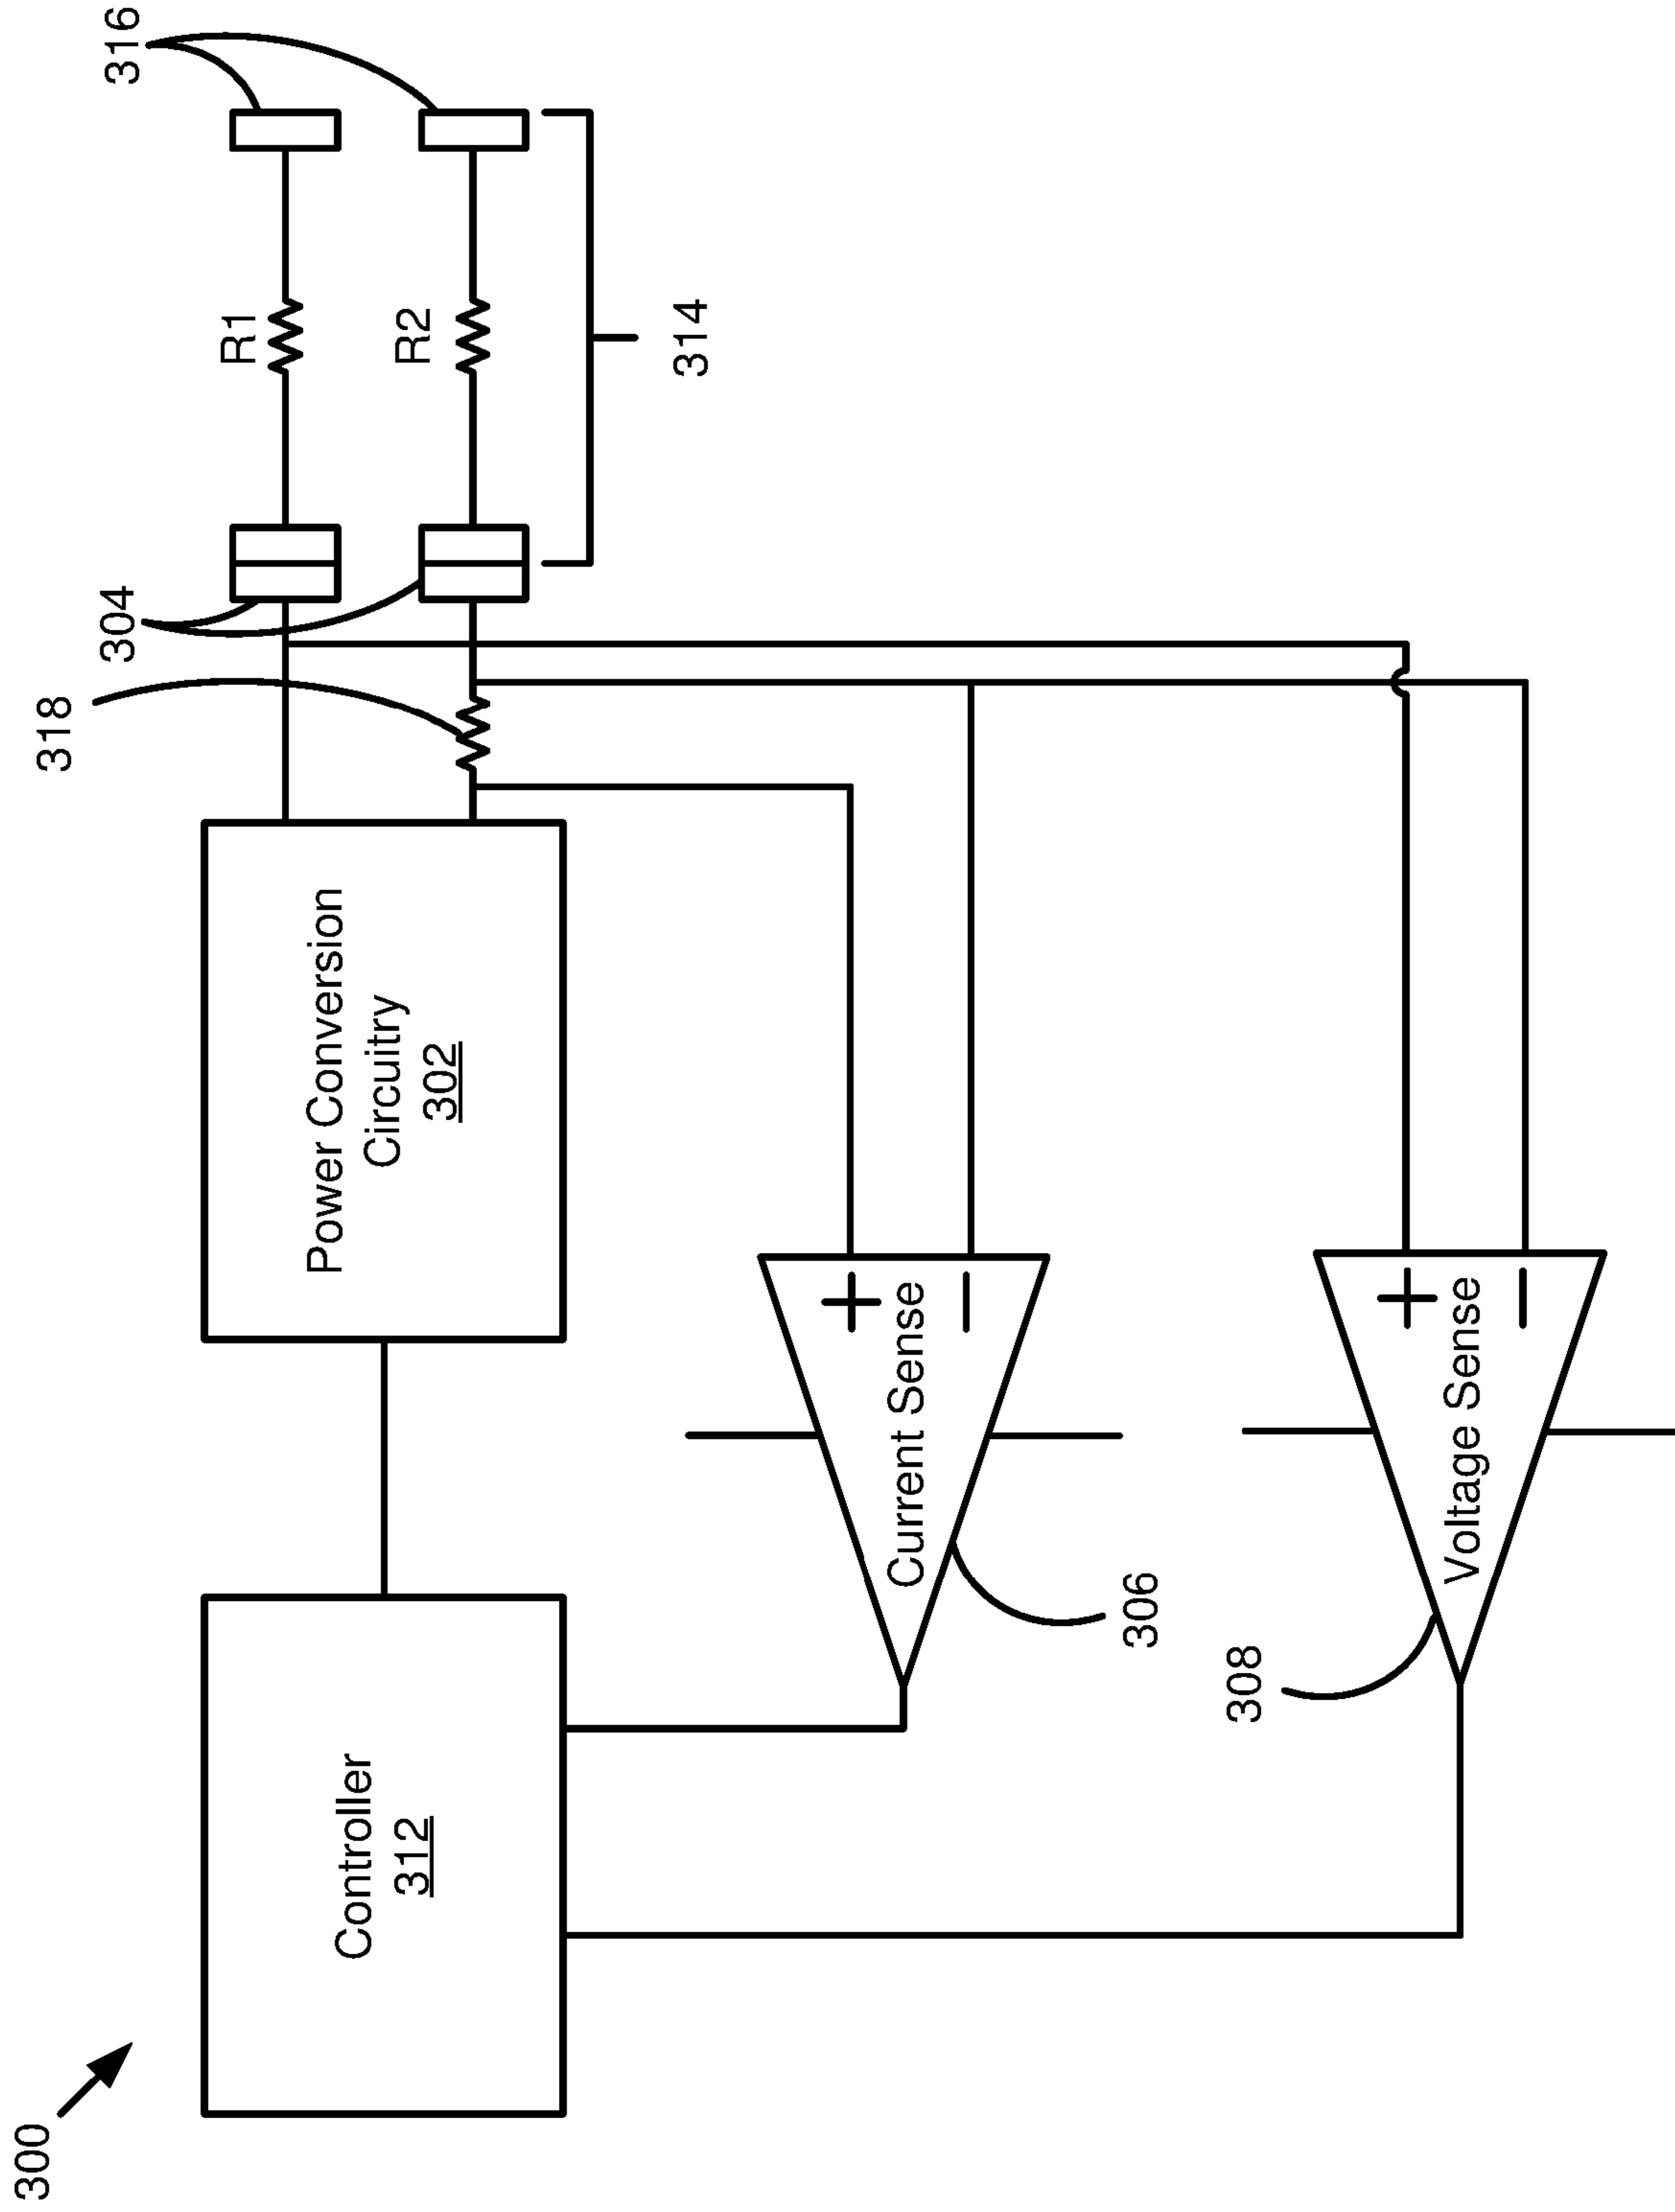 300
Controller
312
Power Conversion
Circuitry
302
318
304
316
R1
R2
314
+
−
Current Sense
306
+
−
Voltage Sense
308